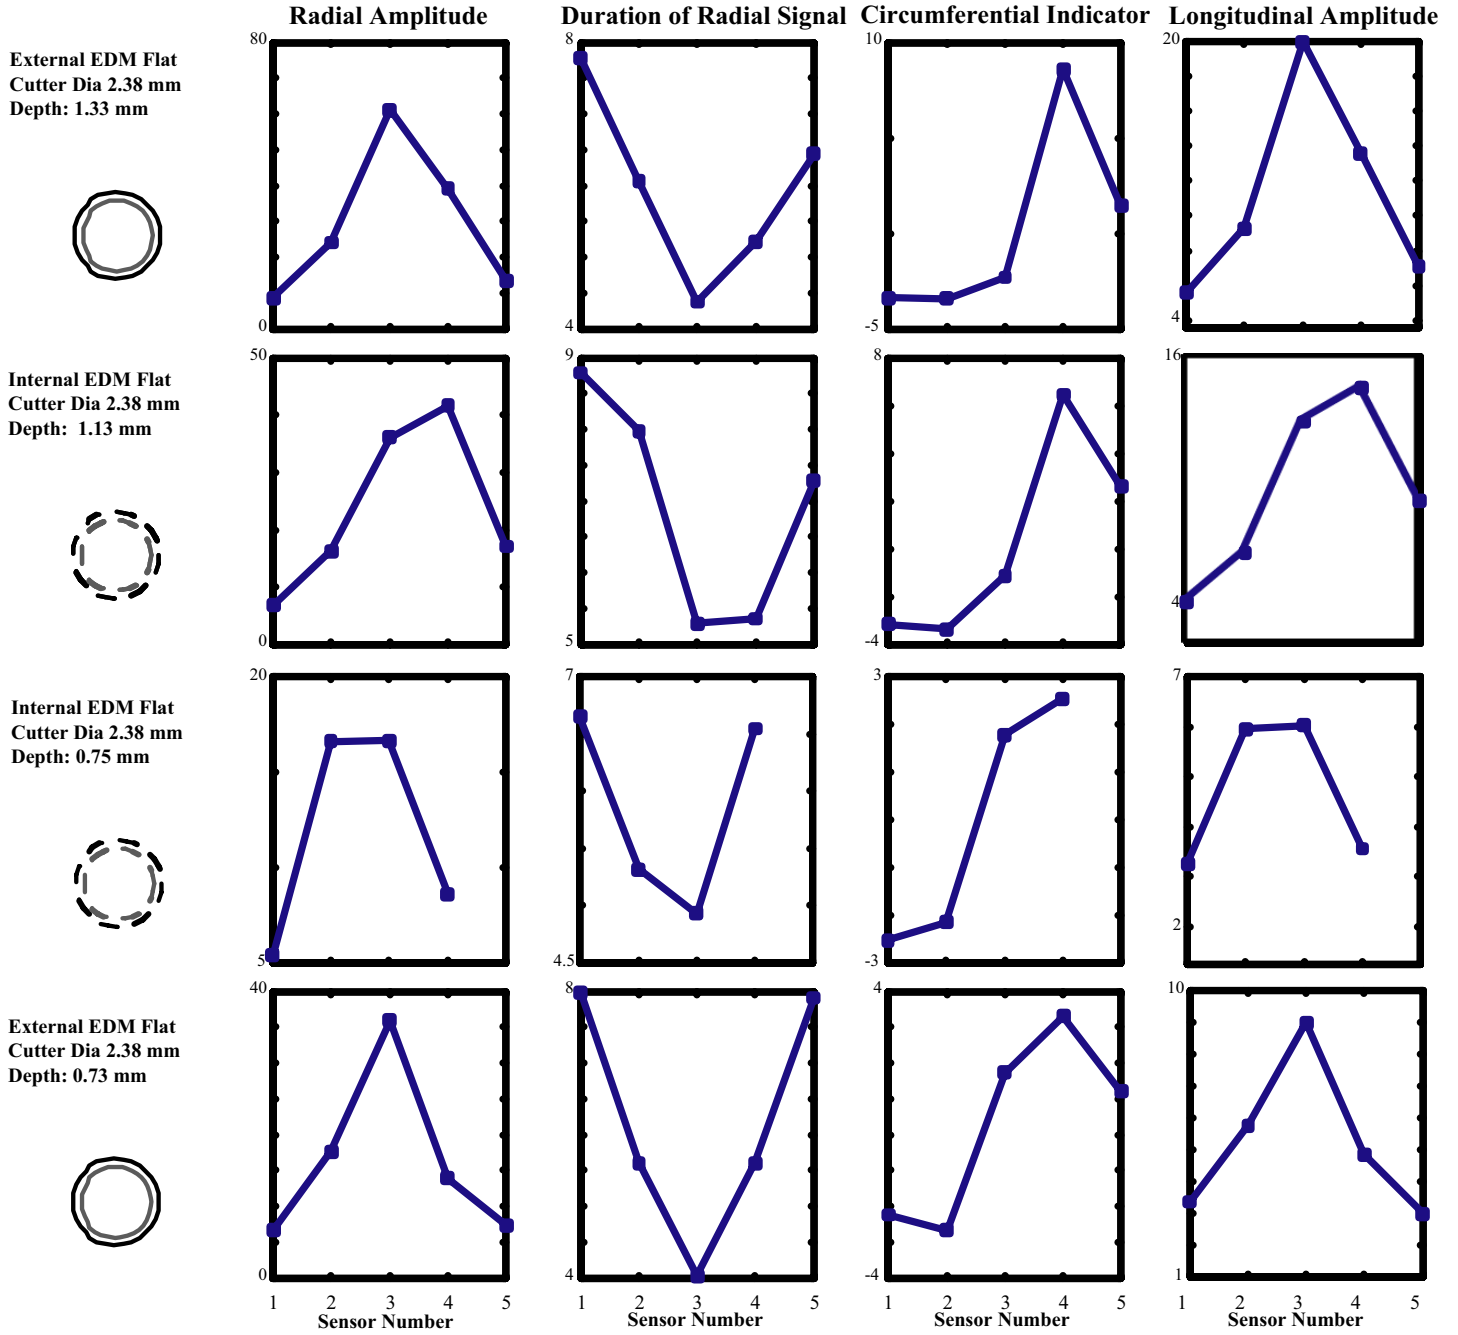 Radial Amplitude
Duration of Radial Signal
Circumferential Indicator
Longitudinal Amplitude
External EDM Flat
Cutter Dia 2.38 mm
Depth: 1.33 mm
80
0
8
4
10
-5
20
4
Internal EDM Flat
Cutter Dia 2.38 mm
Depth: 1.13 mm
50
0
9
5
8
-4
16
4
Internal EDM Flat
Cutter Dia 2.38 mm
Depth: 0.75 mm
20
5
7
4.5
3
-3
7
2
External EDM Flat
Cutter Dia 2.38 mm
Depth: 0.73 mm
40
0
8
4
4
-4
10
1
1 2 3 4 5
Sensor Number
1 2 3 4 5
Sensor Number
1 2 3 4 5
Sensor Number
1 2 3 4 5
Sensor Number